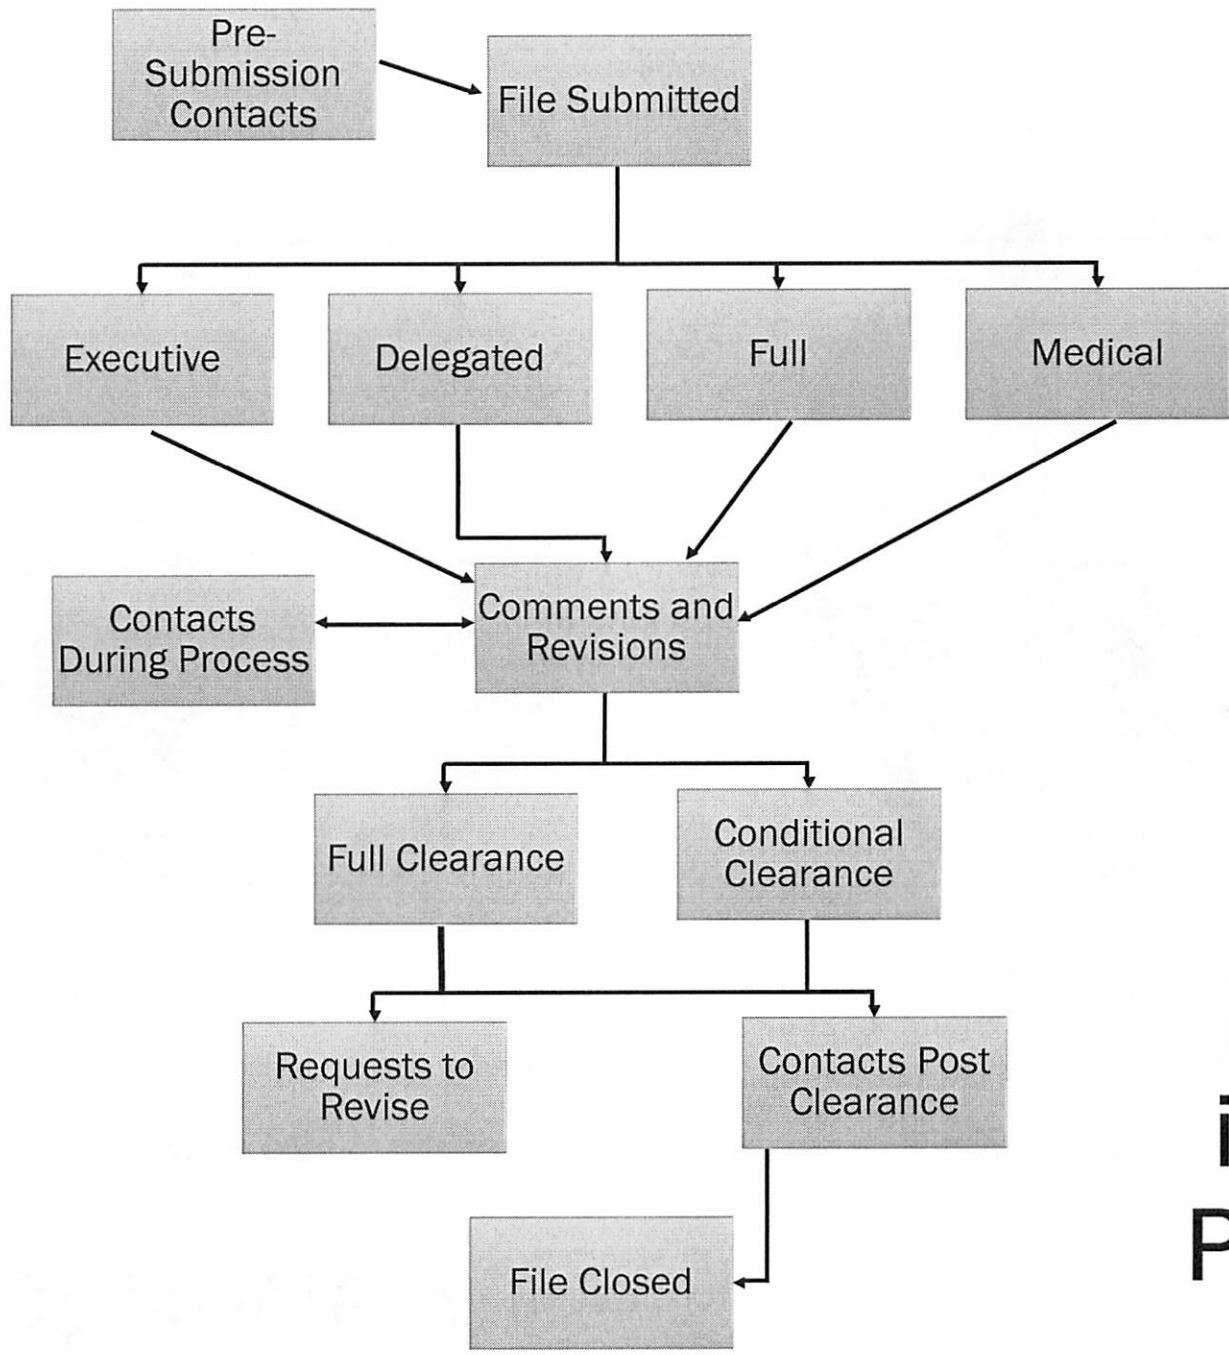 Pre-
Submission
Contacts
File Submitted
Executive
Delegated
Full
Medical
Contacts
During Process
Comments and
Revisions
Full Clearance
Conditional
Clearance
Requests to
Revise
Contacts Post
Clearance
i
P
File Closed